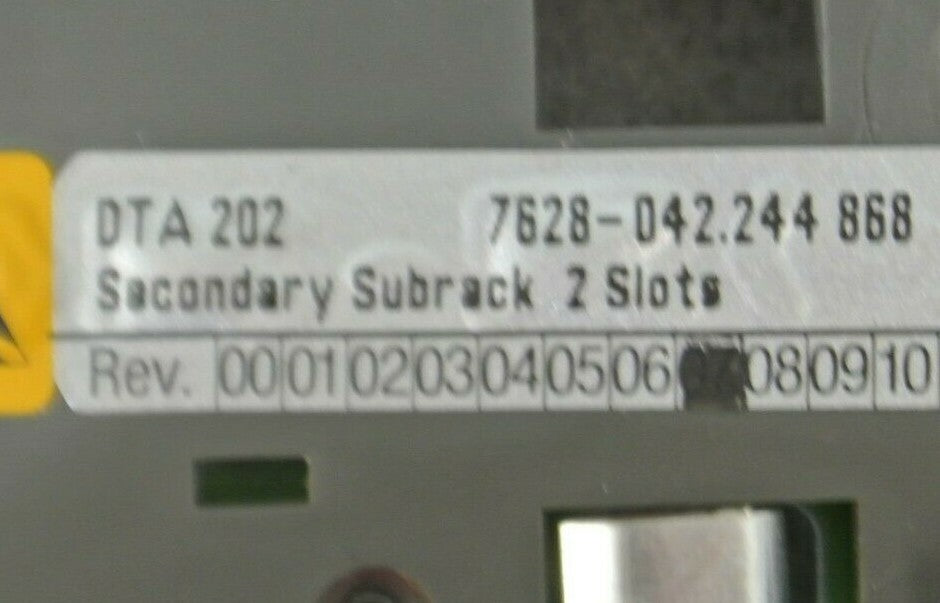 DTA 202 7628-042.244 868
Secondary Subrack 2 Slots
Rev. 00 01 02 03 04 05 06 07 08 09 10